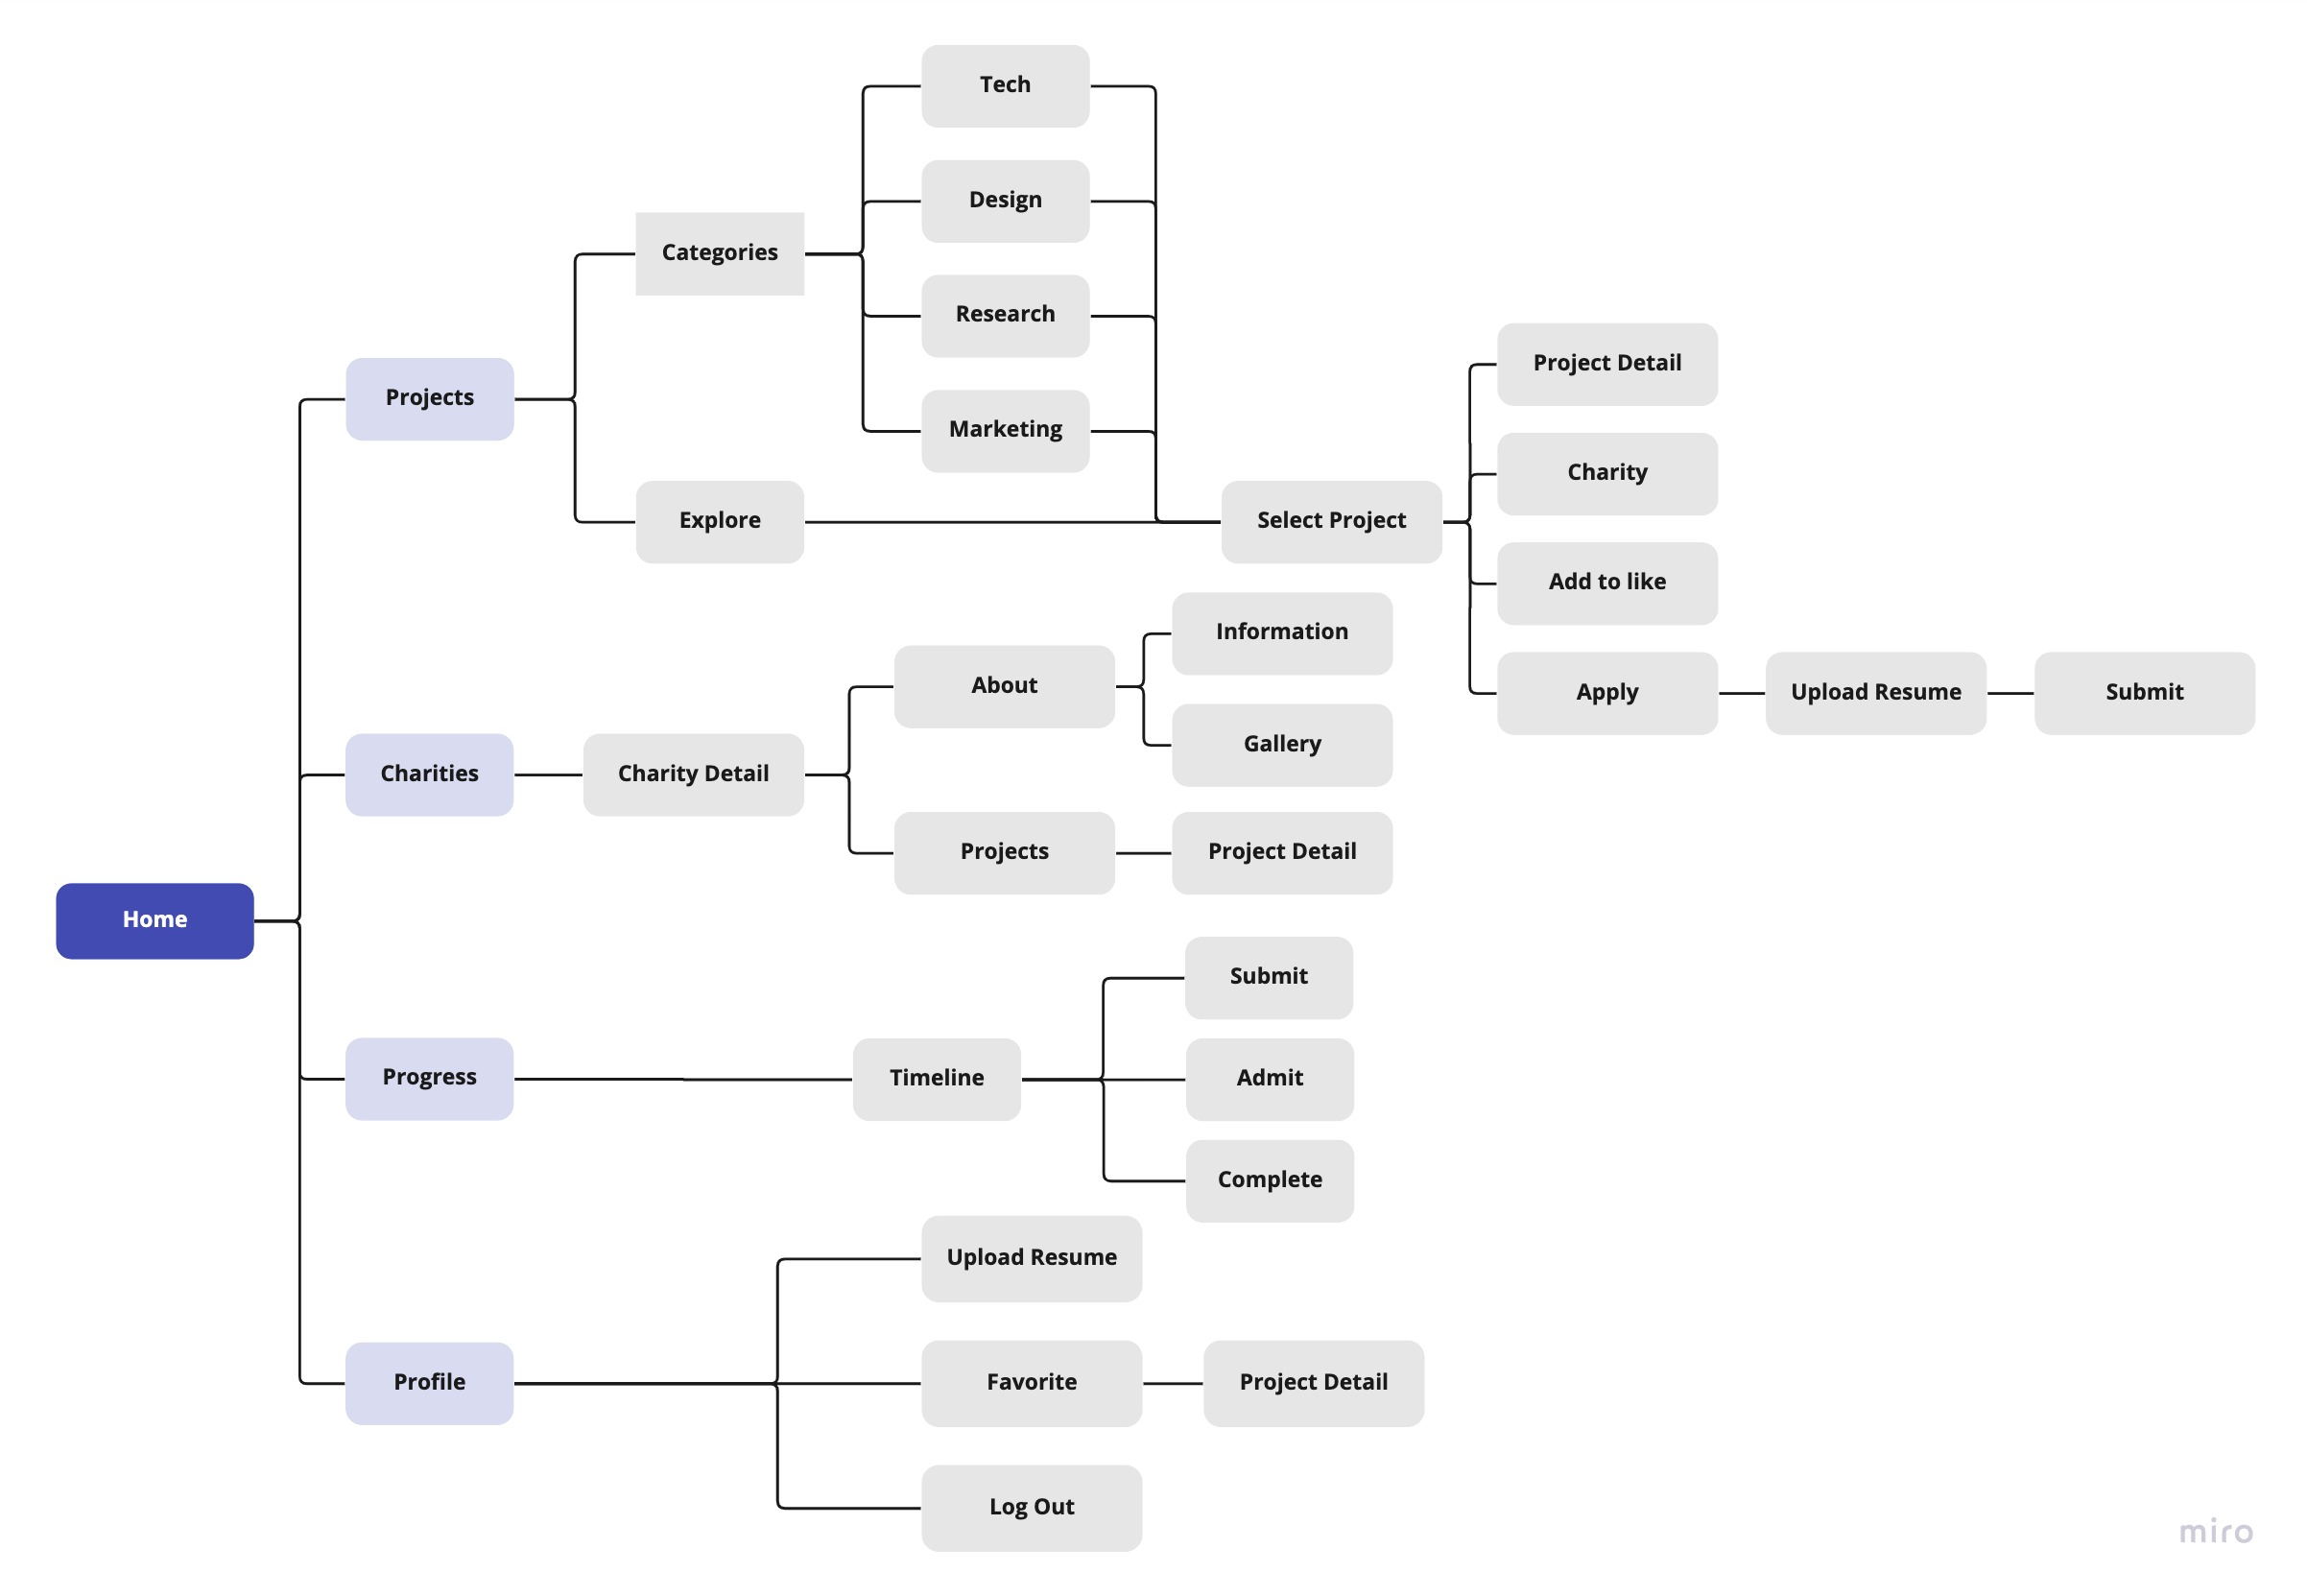 Tech
Design
Categories
Research
Project Detail
Projects
Marketing
Charity
Explore
Select Project
Add to like
Information
About
Apply
Upload Resume
Submit
Gallery
Charities
Charity Detail
Projects
Project Detail
Home
Submit
Progress
Timeline
Admit
Complete
Upload Resume
Profile
Favorite
Project Detail
Log Out
miro